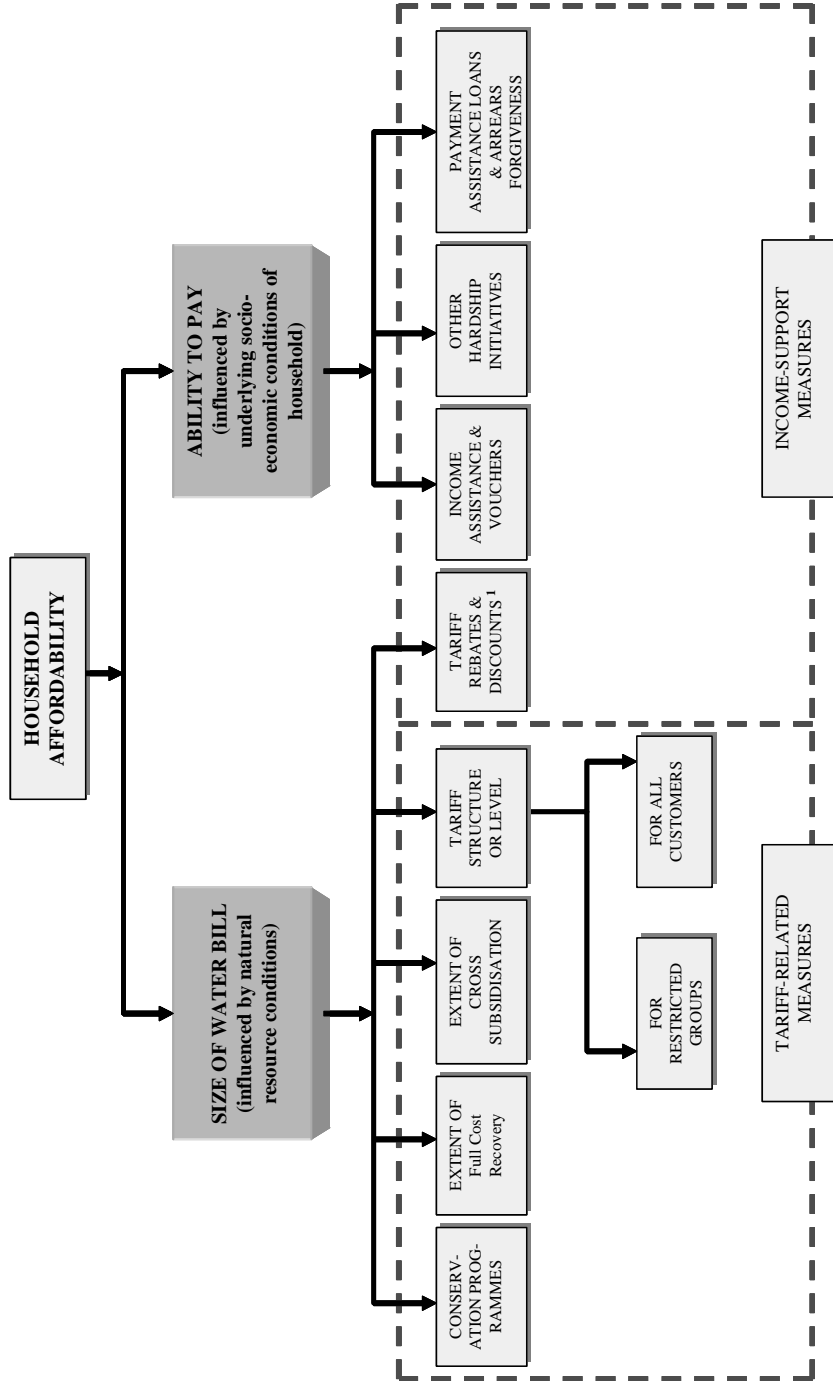 HOUSEHOLD
AFFORDABILITY
SIZE OF WATER BILL
(influenced by natural
resource conditions)
ABILITY TO PAY
(influenced by
underlying socio-
economic conditions of
household)
CONSERV-
ATION PROG-
RAMMES
EXTENT OF
Full Cost
Recovery
EXTENT OF
CROSS
SUBSIDISATION
TARIFF
STRUCTURE
OR LEVEL
TARIFF
REBATES &
DISCOUNTS¹
INCOME
ASSISTANCE &
VOUCHERS
OTHER
HARDSHIP
INITIATIVES
PAYMENT
ASSISTANCE LOANS
& ARREARS
FORGIVENESS
FOR
RESTRICTED
GROUPS
FOR ALL
CUSTOMERS
TARIFF-RELATED
MEASURES
INCOME-SUPPORT
MEASURES